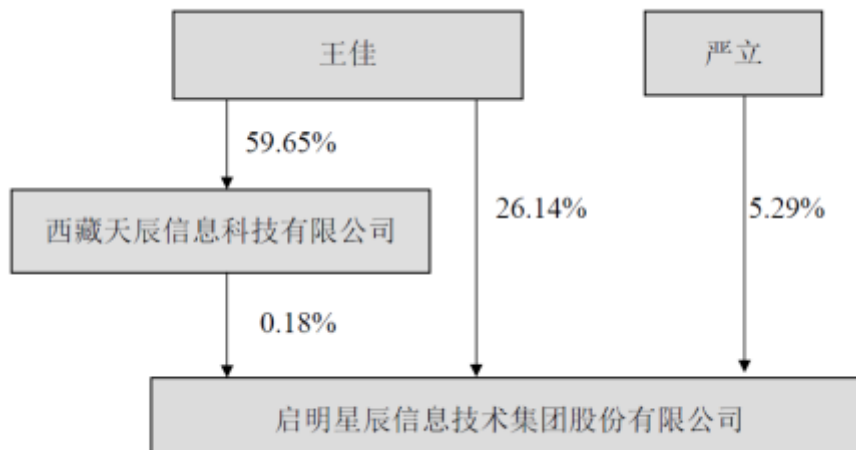 王佳
严立
59.65%
西藏天辰信息科技有限公司
26.14%
5.29%
0.18%
启明星辰信息技术集团股份有限公司